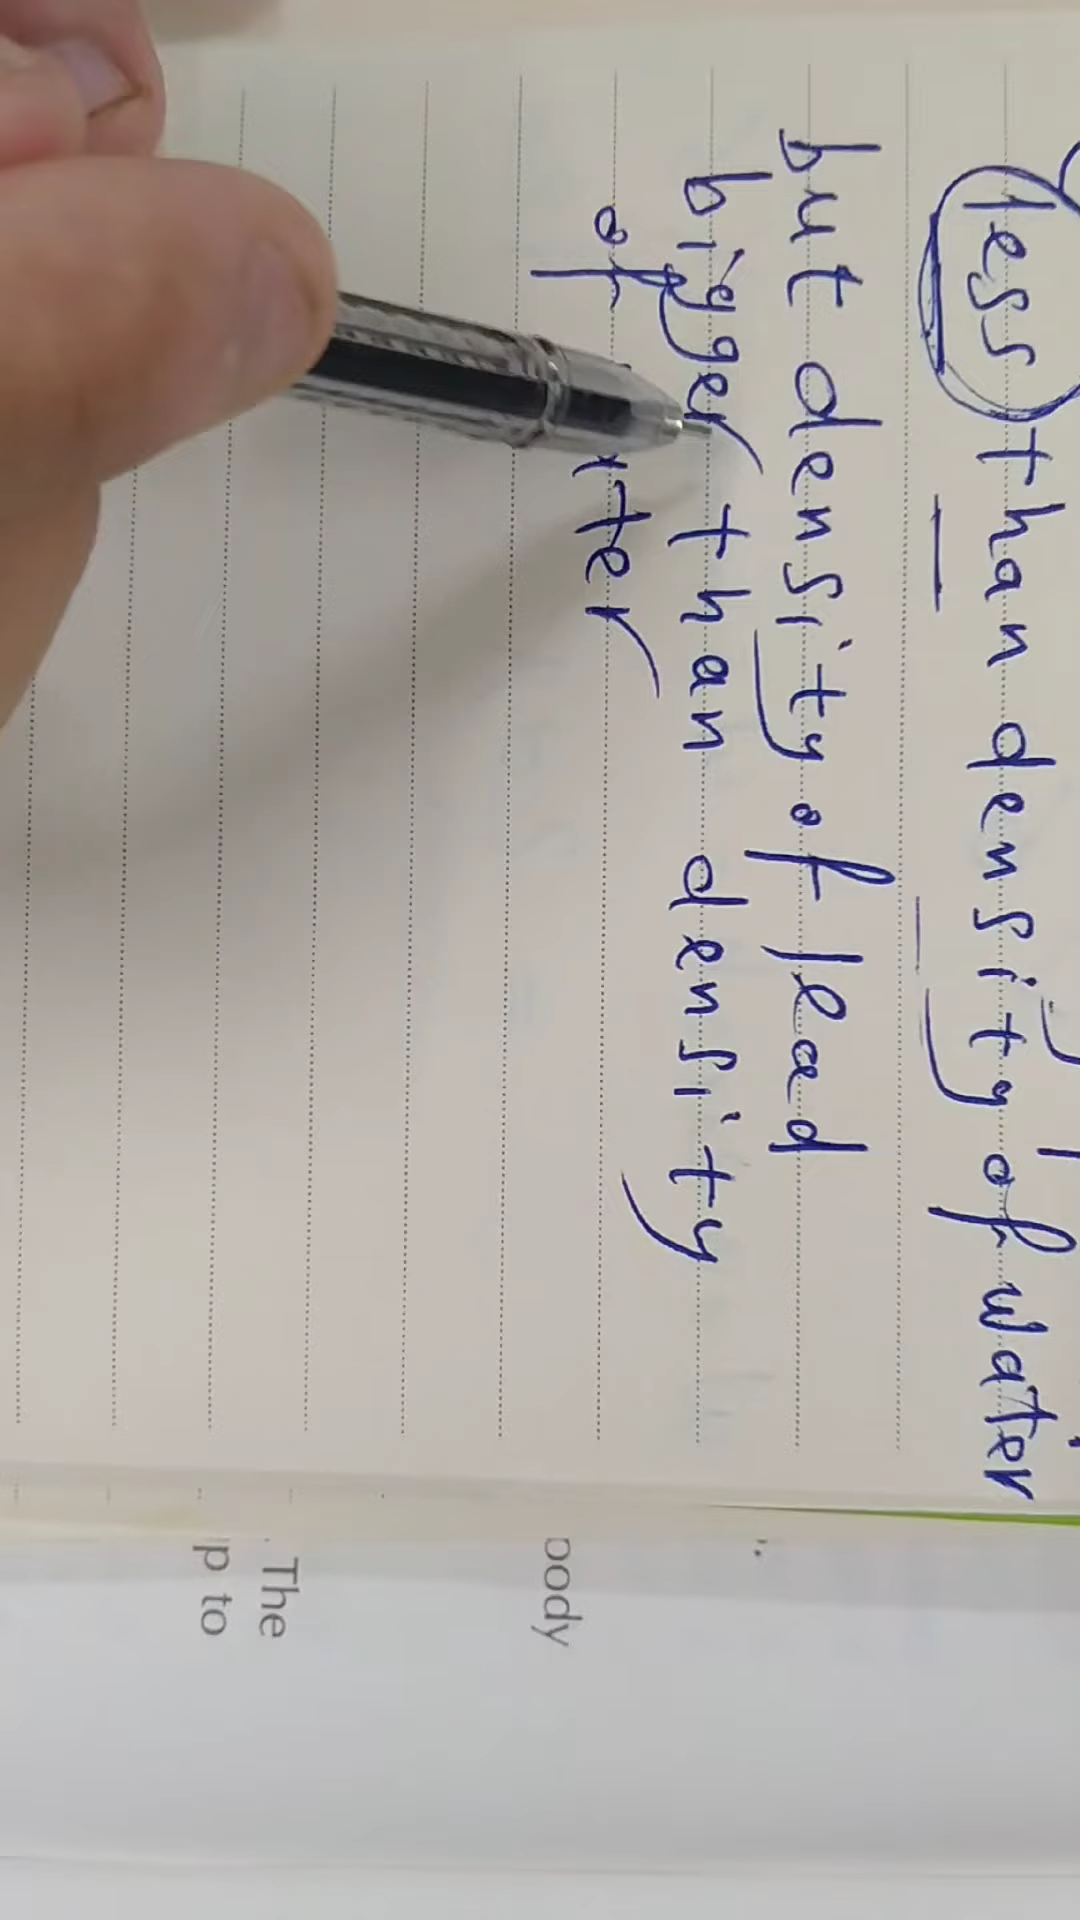 less than density of water
but density of lead
bigger than density
of
body
The
to